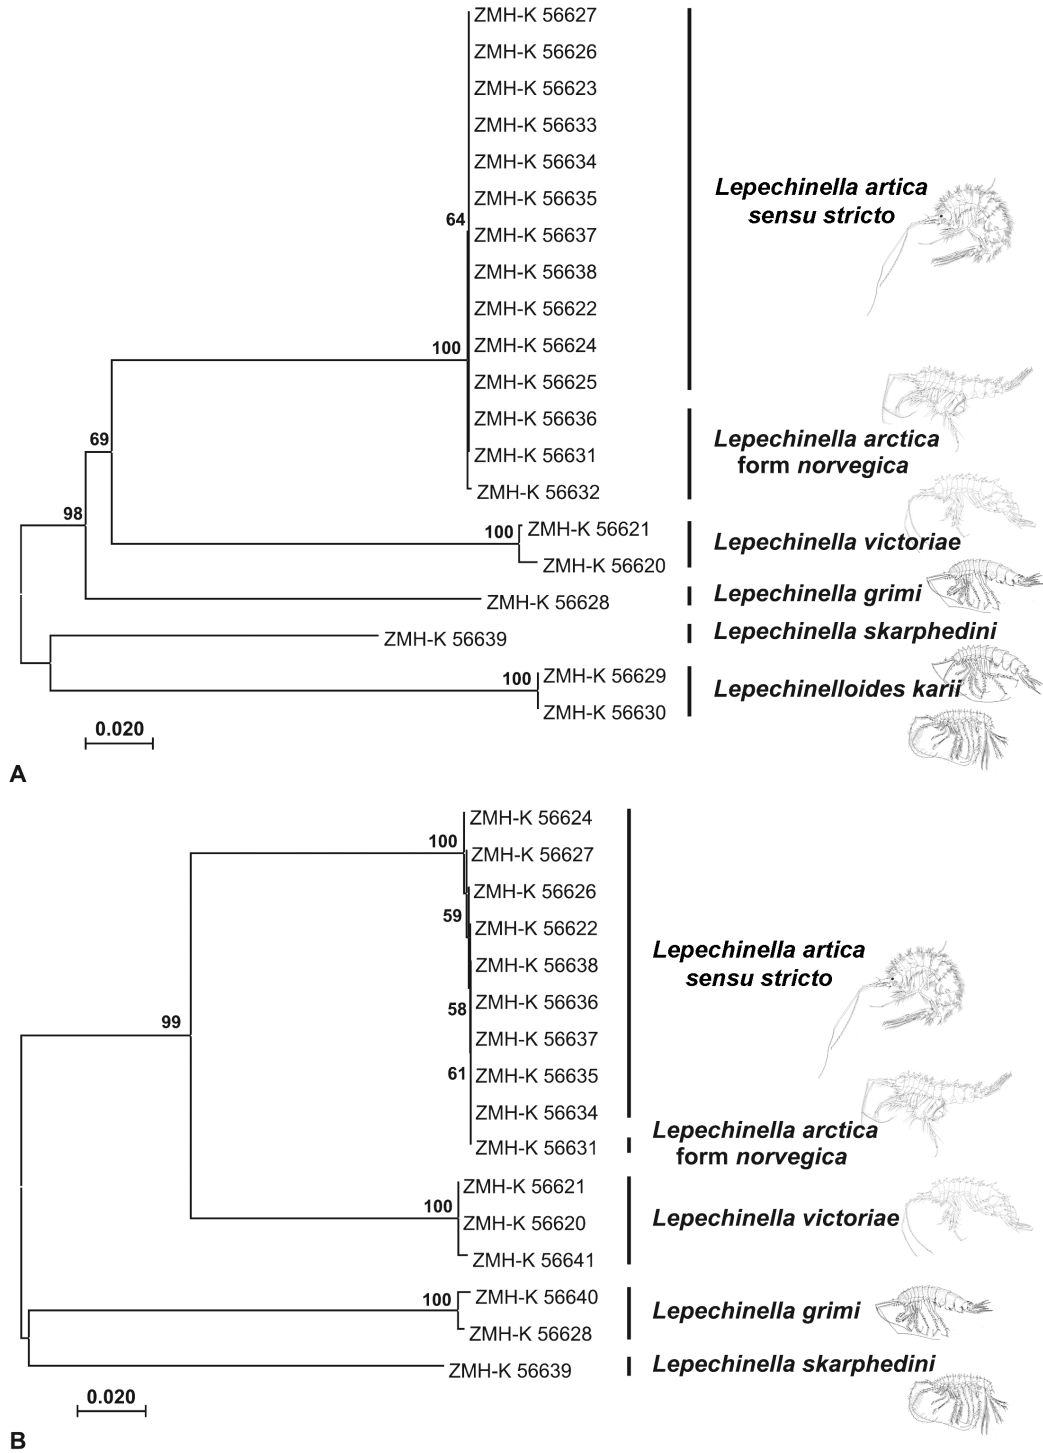 ZMH-K 56627
ZMH-K 56626
ZMH-K 56623
ZMH-K 56633
ZMH-K 56634
Lepechinella artica
sensu stricto
ZMH-K 56635
64
ZMH-K 56637
ZMH-K 56638
ZMH-K 56622
100
ZMH-K 56624
ZMH-K 56625
ZMH-K 56636
69
Lepechinella arctica
form norvegica
ZMH-K 56631
ZMH-K 56632
98
100
ZMH-K 56621
Lepechinella victoriae
ZMH-K 56620
Lepechinella grimi
ZMH-K 56628
Lepechinella skarphedini
ZMH-K 56639
100
ZMH-K 56629
Lepechinelloides karii
ZMH-K 56630
0.020
A
ZMH-K 56624
100
ZMH-K 56627
ZMH-K 56626
59
ZMH-K 56622
Lepechinella artica
sensu stricto
ZMH-K 56638
ZMH-K 56636
58
99
ZMH-K 56637
61
ZMH-K 56635
ZMH-K 56634
Lepechinella arctica
form norvegica
ZMH-K 56631
ZMH-K 56621
100
ZMH-K 56620
Lepechinella victoriae
ZMH-K 56641
100
ZMH-K 56640
Lepechinella grimi
ZMH-K 56628
Lepechinella skarphedini
ZMH-K 56639
0.020
B